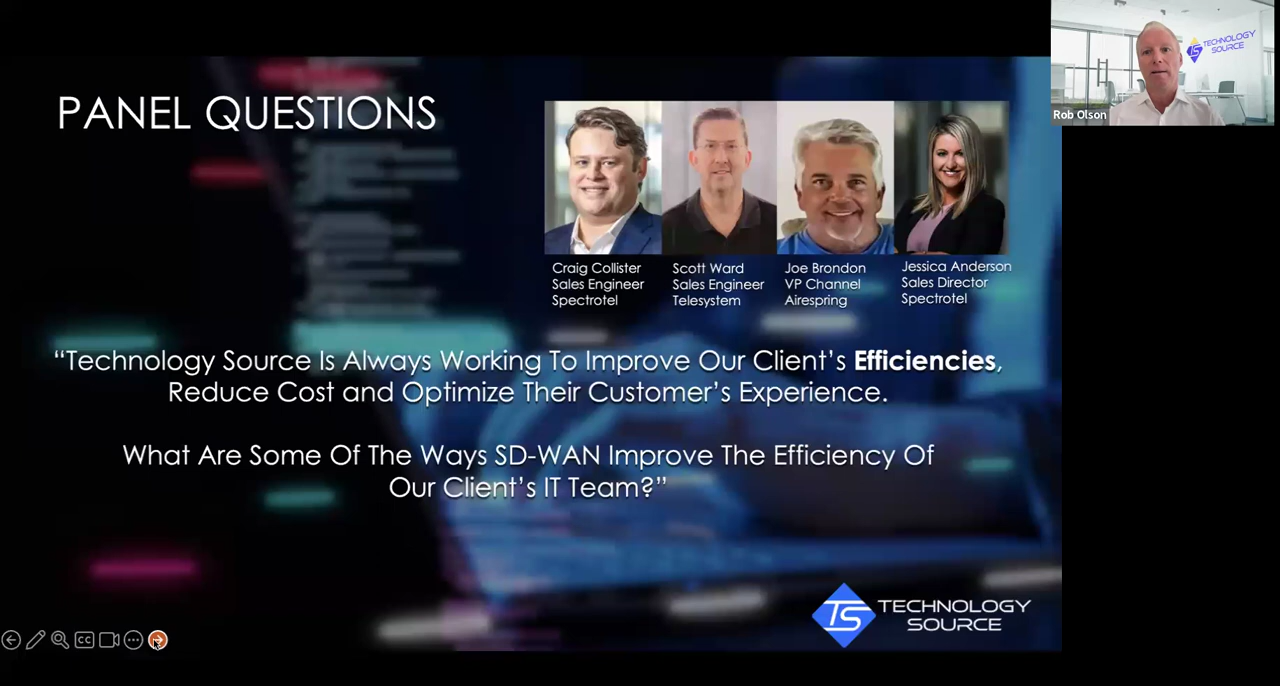 PANEL QUESTIONS
TECHNOLOGY
SOURCE
Rob Olson
Craig Collister
Sales Engineer
Spectrotel
Scott Ward
Sales Engineer
Telesystem
Joe Brondon
VP Channel
Airespring
Jessica Anderson
Sales Director
Spectrotel
“Technology Source Is Always Working To Improve Our Client’s Efficiencies,
Reduce Cost and Optimize Their Customer’s Experience.
What Are Some Of The Ways SD-WAN Improve The Efficiency Of
Our Client’s IT Team?”
TS TECHNOLOGY
SOURCE
CC